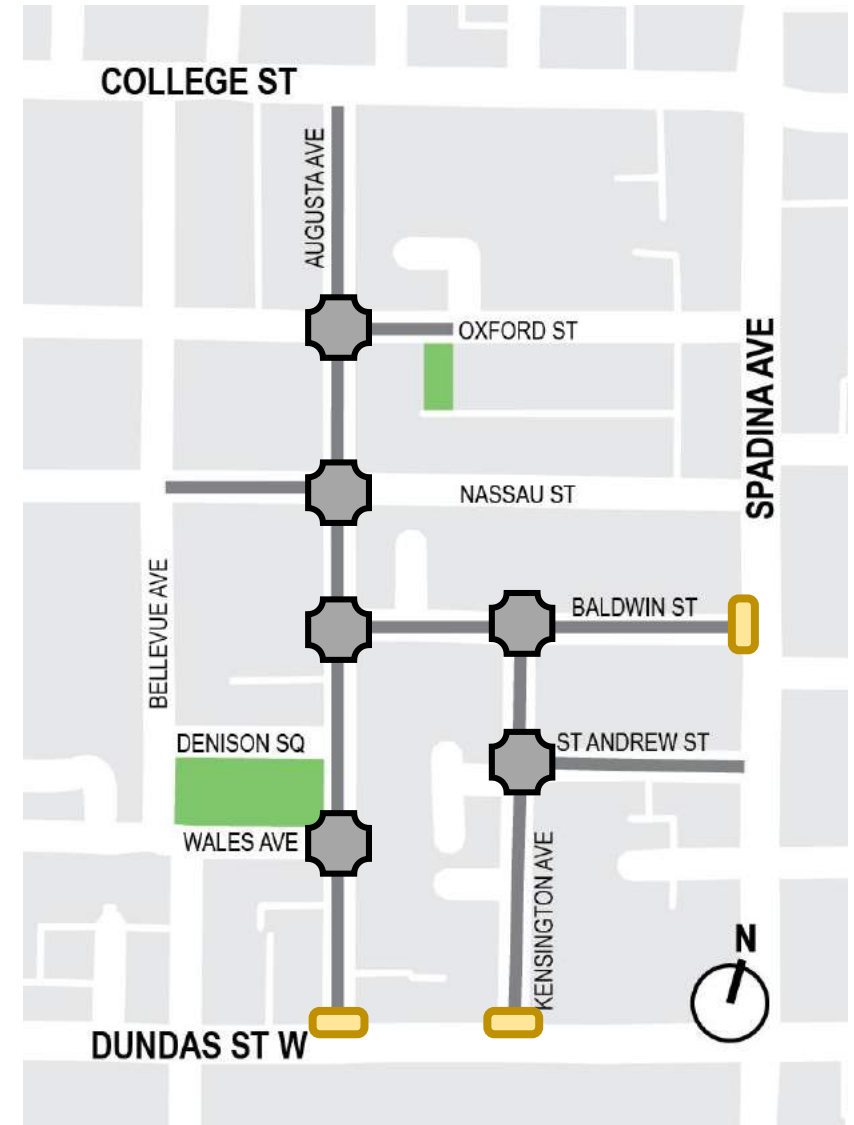 COLLEGE ST
AUGUSTA AVE
OXFORD ST
SPADINA AVE
NASSAU ST
BELLEVUE AVE
BALDWIN ST
DENISON SQ
ST ANDREW ST
WALES AVE
KENSINGTON AVE
N
DUNDAS ST W